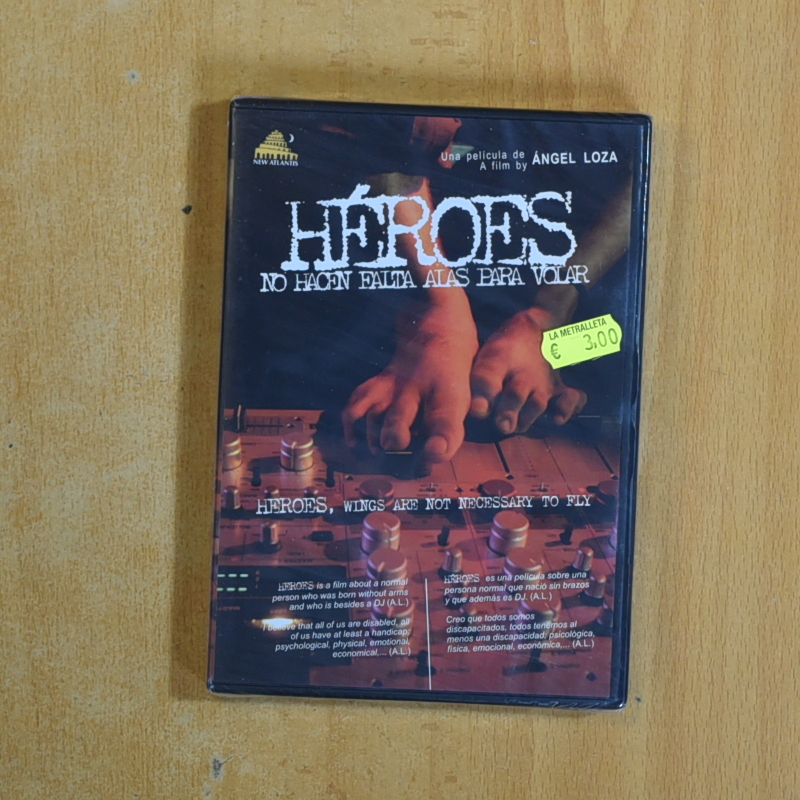 NEW ATLANTIS
Una película de
A film by
ÁNGEL LOZA
HÉROES
NO HACEN FALTA ALAS PARA VOLAR
LA METRALLETA
€ 3,00
HEROES, WINGS ARE NOT NECESSARY TO FLY
HEROES is a film about a normal
person who was born without arms
and who is besides a DJ (A.L.)
I believe that all of us are disabled, all
of us have at least a handicap;
psychological, physical, emotional,
economical,... (A.L.)
HÉROES es una película sobre una
persona normal que nació sin brazos
y que además es DJ. (A.L.)
Creo que todos somos
discapacitados, todos tenemos al
menos una discapacidad; psicológica,
física, emocional, económica,... (A.L.)